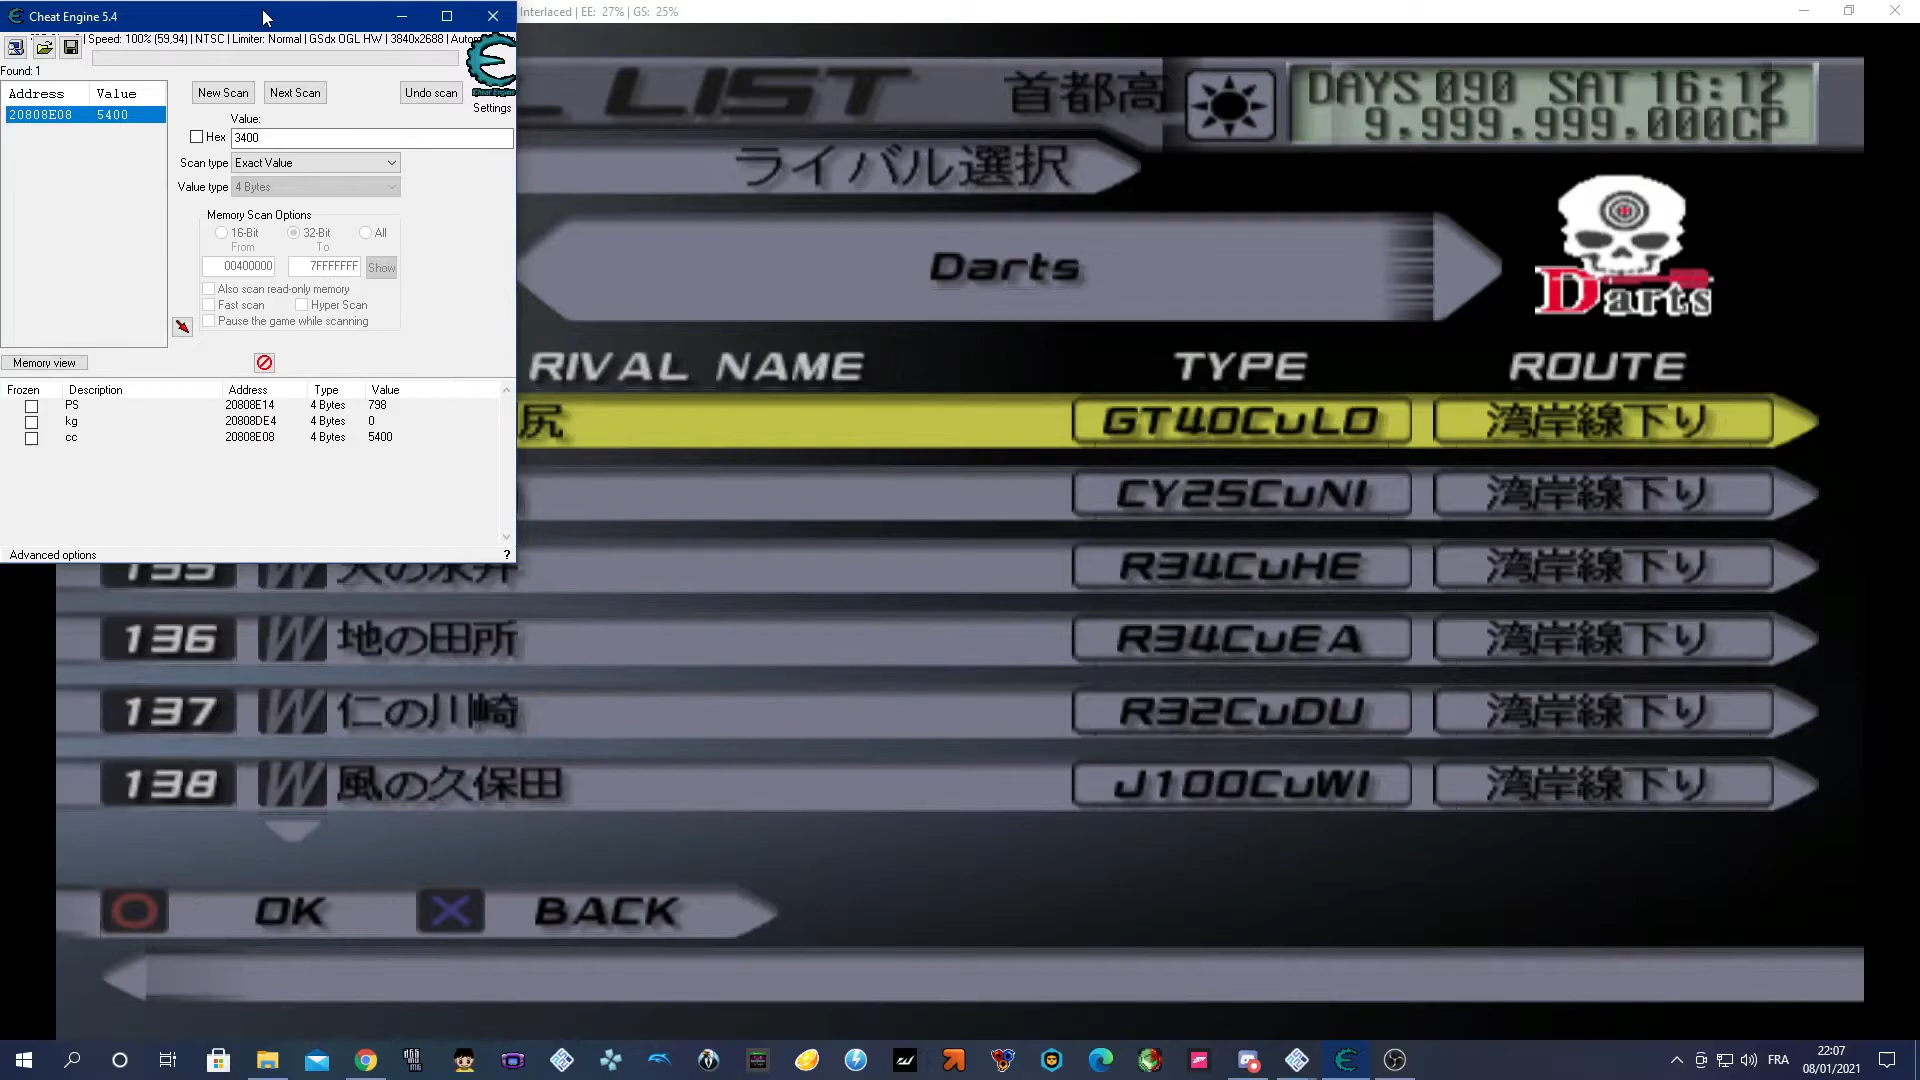 Cheat Engine 5.4
Interlaced | EE: 27% | GS: 25%
Speed: 100% (59,94) | NTSC | Limiter: Normal | GSdx OGL HW | 3840x2688 |
Found: 1
Address Value
20808E08 5400
New Scan Next Scan Undo scan
Cheat Engine
Settings
Value:
Hex 3400
Scan type Exact Value
Value type 4 Bytes
Memory Scan Options
16-Bit 32-Bit All
From To
00400000 7FFFFFFF Show
Also scan read-only memory
Fast scan Hyper Scan
Pause the game while scanning
Memory view
Frozen Description Address Type Value
PS 20808E14 4 Bytes 798
kg 20808DE4 4 Bytes 0
cc 20808E08 4 Bytes 5400
Advanced options ?
LIST 首都高
DAYS 090 SAT 16:12
9.999.999.000CP
ライバル選択
Darts
Darts
RIVAL NAME TYPE ROUTE
尻 GT40CuLO 湾岸線下り
CY25CuNI 湾岸線下り
135 W 火の永井 R34CuHE 湾岸線下り
136 W 地の田所 R34CuEA 湾岸線下り
137 W 仁の川崎 R32CuDU 湾岸線下り
138 W 風の久保田 J100CuWI 湾岸線下り
OK BACK
FRA
22:07
08/01/2021